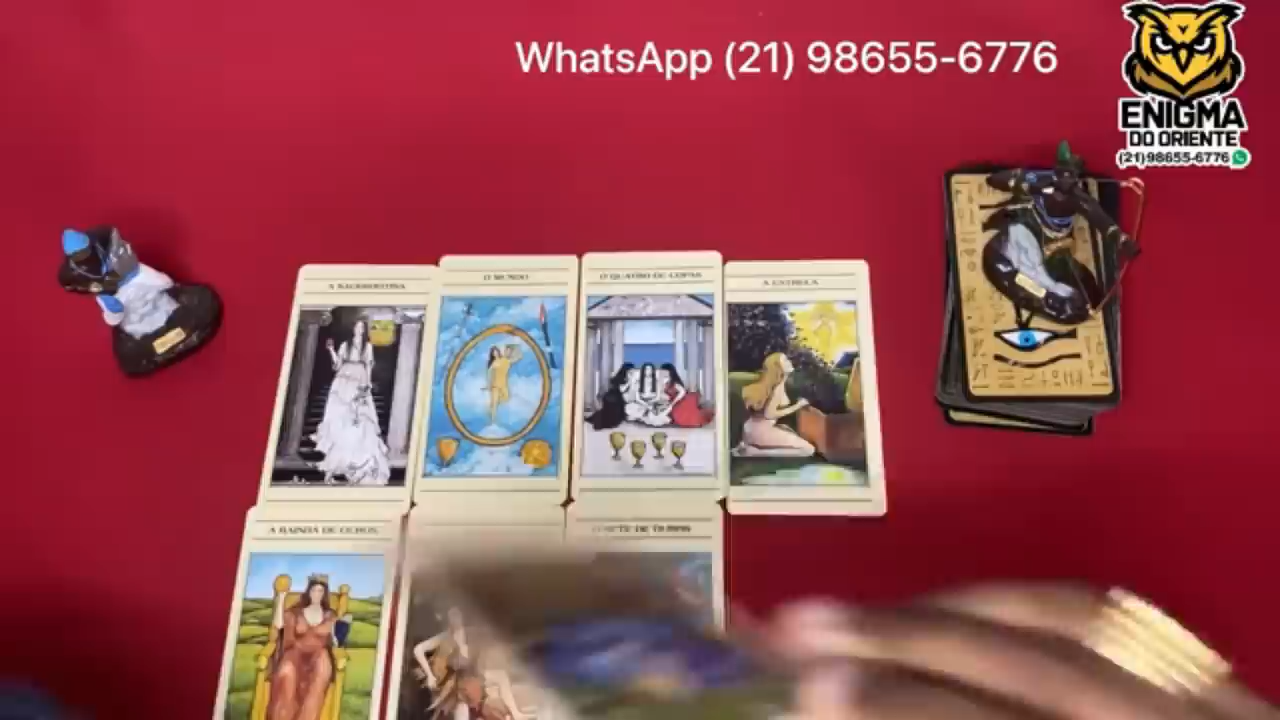 WhatsApp (21) 98655-6776
ENIGMA
DO ORIENTE
(21)98655-6776
A SACERDOTISA
O MUNDO
O QUATRO DE COPAS
A ESTRELA
A RAINHA DE OUROS